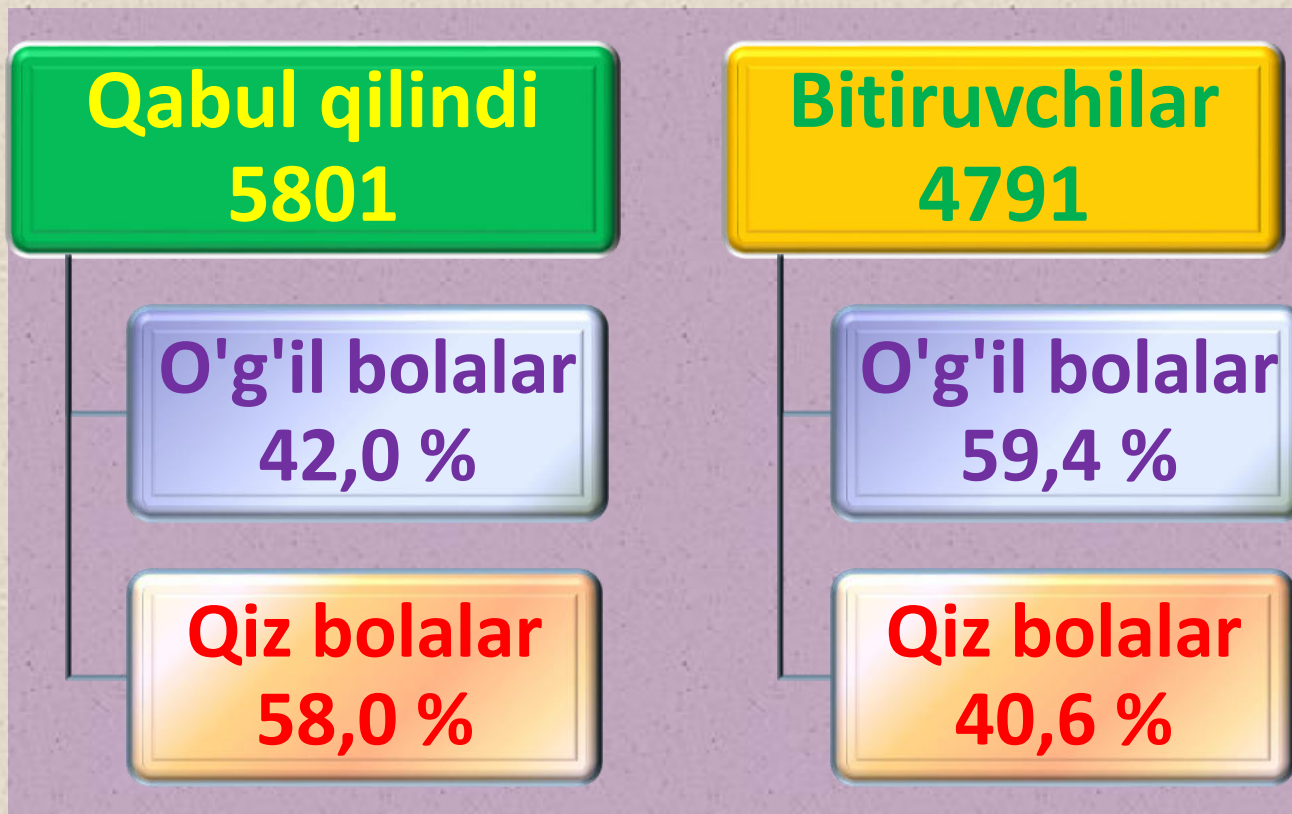 Qabul qilindi
5801
O'g'il bolalar
42,0 %
Qiz bolalar
58,0 %
Bitiruvchilar
4791
O'g'il bolalar
59,4 %
Qiz bolalar
40,6 %